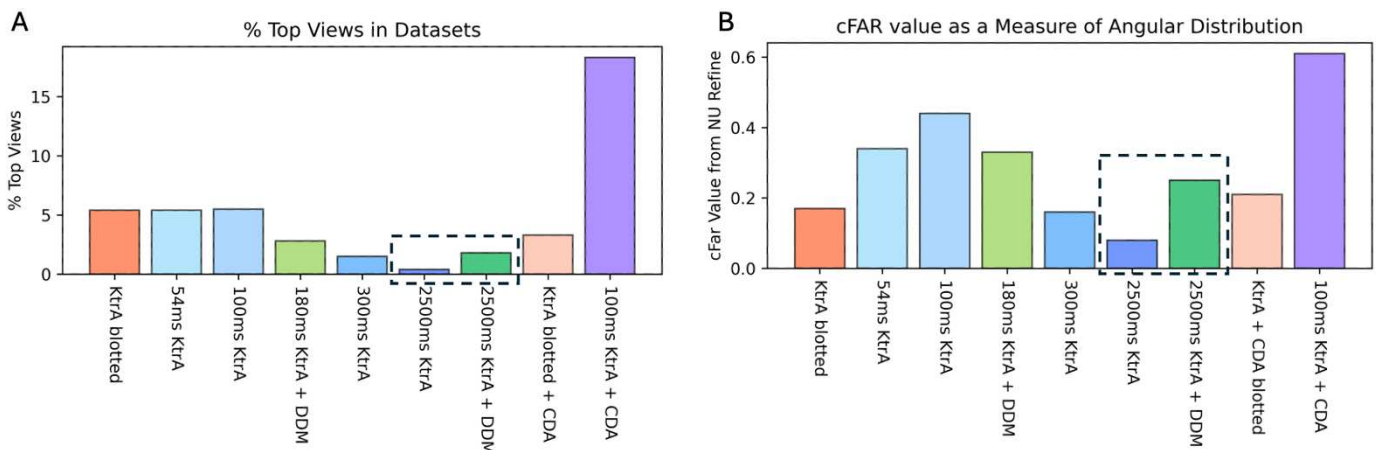 A
% Top Views in Datasets
% Top Views
15
10
5
0
KtrA blotted
54ms KtrA
100ms KtrA
180ms KtrA + DDM
300ms KtrA
2500ms KtrA
2500ms KtrA + DDM
KtrA blotted + CDA
100ms KtrA + CDA
B
cFAR value as a Measure of Angular Distribution
cFar Value from NU Refine
0.6
0.4
0.2
0.0
KtrA blotted
54ms KtrA
100ms KtrA
180ms KtrA + DDM
300ms KtrA
2500ms KtrA
2500ms KtrA + DDM
KtrA + CDA blotted
100ms KtrA + CDA